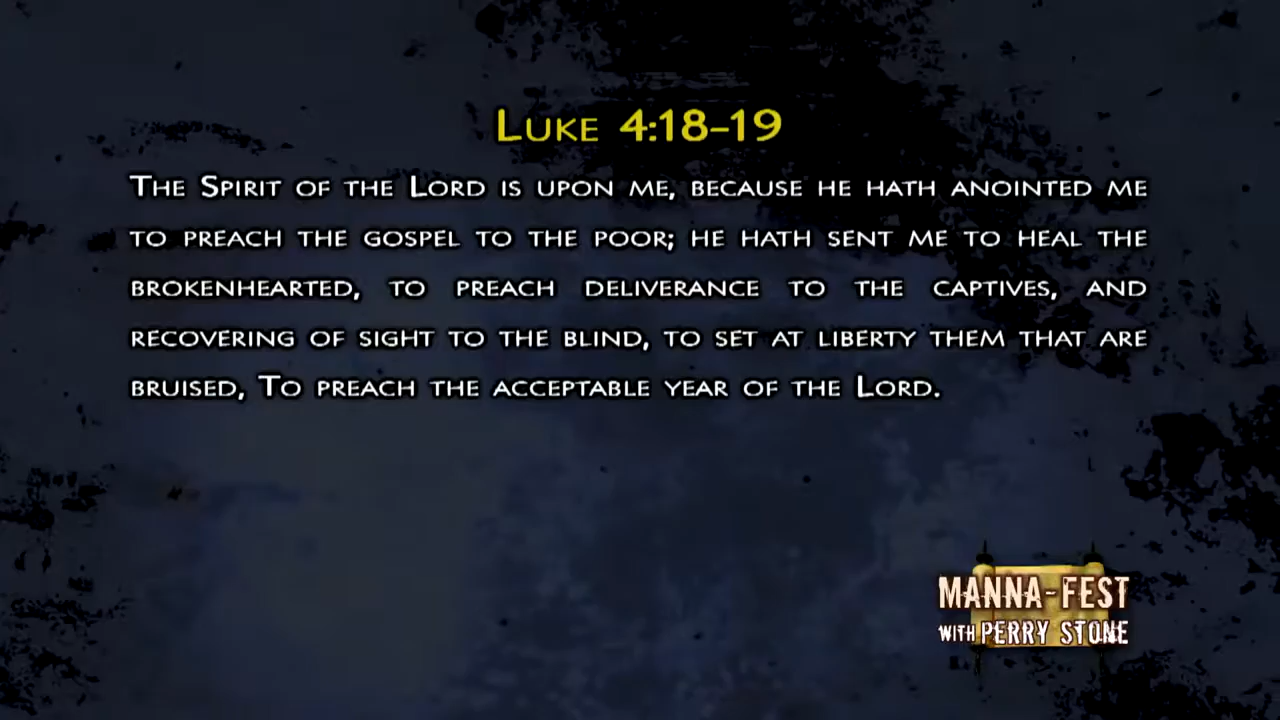 Luke 4:18–19
The Spirit of the Lord is upon me, because he hath anointed me
to preach the gospel to the poor; he hath sent me to heal the
brokenhearted, to preach deliverance to the captives, and
recovering of sight to the blind, to set at liberty them that are
bruised, To preach the acceptable year of the Lord.
MANNA-FEST
WITH PERRY STONE